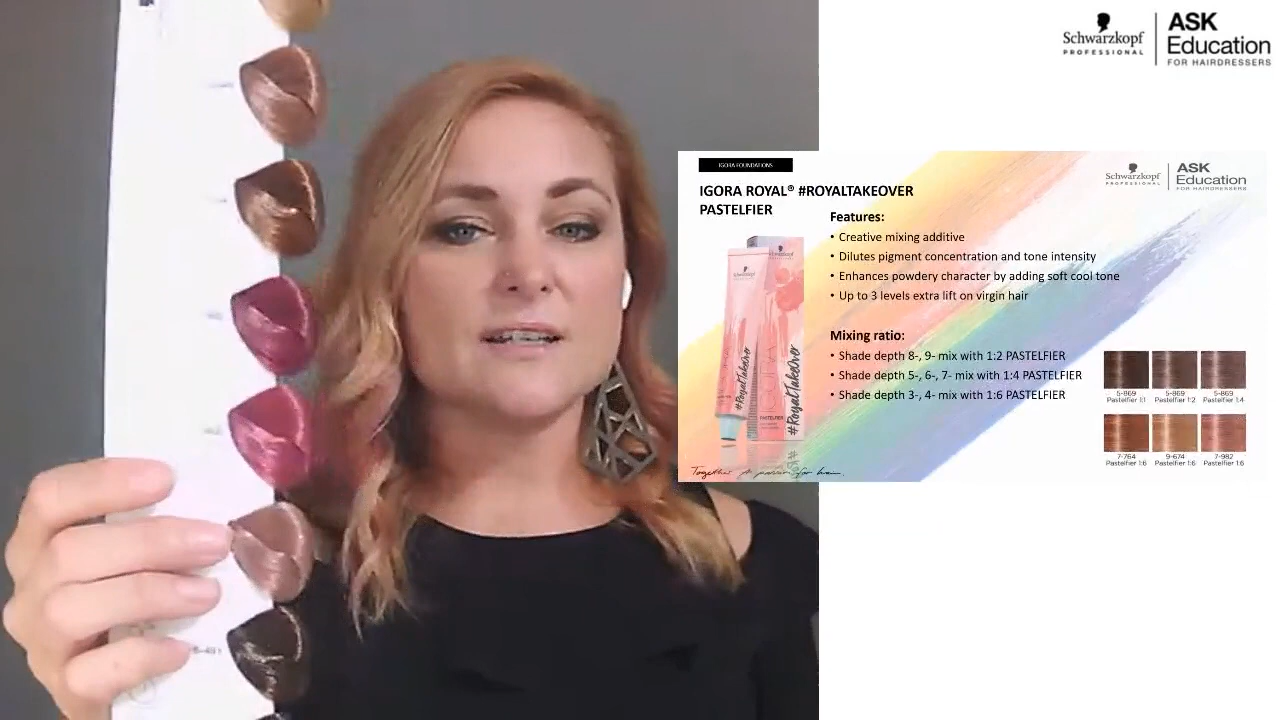 Schwarzkopf
PROFESSIONAL
ASK
Education
FOR HAIRDRESSERS
IGORA FOUNDATIONS
Schwarzkopf
PROFESSIONAL
ASK
Education
FOR HAIRDRESSERS
IGORA ROYAL® #ROYALTAKEOVER
PASTELFIER
Features:
• Creative mixing additive
• Dilutes pigment concentration and tone intensity
• Enhances powdery character by adding soft cool tone
• Up to 3 levels extra lift on virgin hair
Mixing ratio:
• Shade depth 8-, 9- mix with 1:2 PASTELFIER
• Shade depth 5-, 6-, 7- mix with 1:4 PASTELFIER
• Shade depth 3-, 4- mix with 1:6 PASTELFIER
Schwarzkopf
#RoyalTakeOver
#RoyalTakeOver
PASTELFIER
5-869 5-869 5-869
Pastelfier 1:1 Pastelfier 1:2 Pastelfier 1:4
7-764 9-674 7-982
Pastelfier 1:6 Pastelfier 1:6 Pastelfier 1:6
Together. A passion for hair.